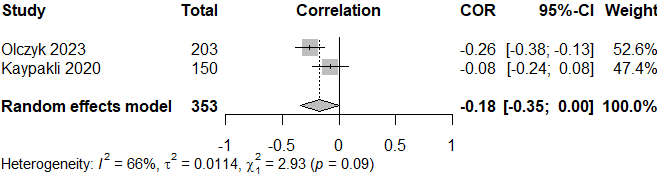 Study Total Correlation COR 95%-CI Weight
Olczyk 2023 203 -0.26 [-0.38; -0.13] 52.6%
Kaypakli 2020 150 -0.08 [-0.24; 0.08] 47.4%
Random effects model 353 -0.18 [-0.35; 0.00] 100.0%
-1 -0.5 0 0.5 1
Heterogeneity: I² = 66%, τ² = 0.0114, χ²₁ = 2.93 (p = 0.09)